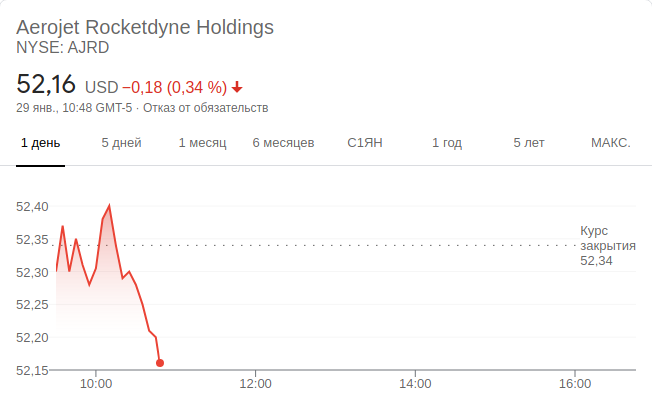 Aerojet Rocketdyne Holdings
NYSE: AJRD
52,16 USD −0,18 (0,34 %)
29 янв., 10:48 GMT-5 · Отказ от обязательств
1 день 5 дней 1 месяц 6 месяцев С1ЯН 1 год 5 лет МАКС.
52,40
52,35
52,30
52,25
52,20
52,15
Курс
закрытия
52,34
10:00 12:00 14:00 16:00